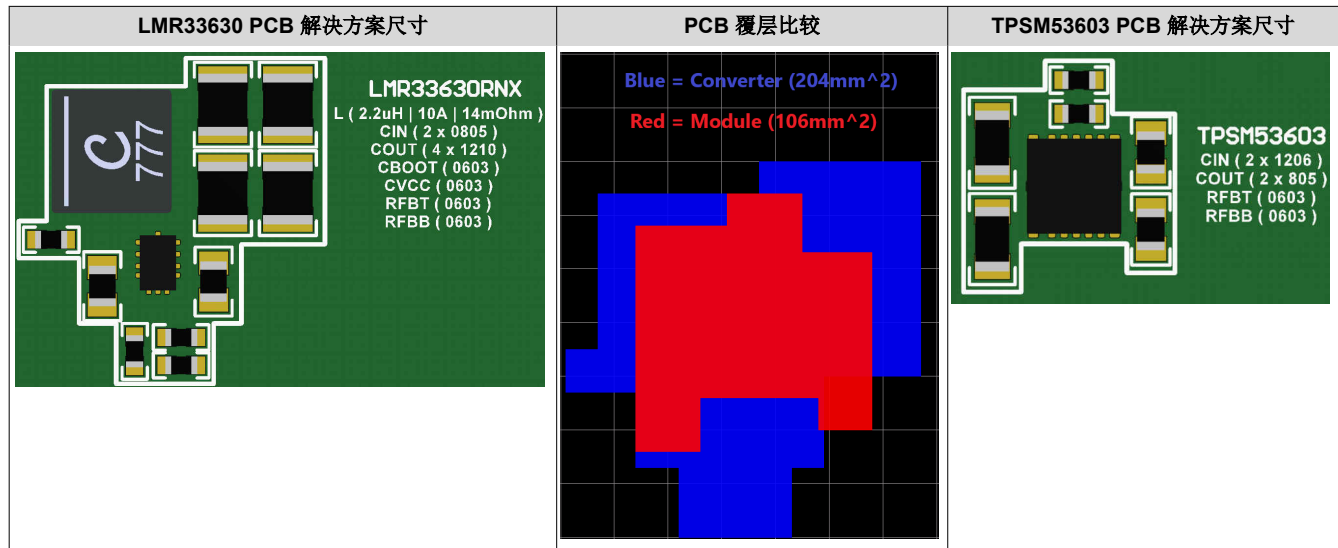 LMR33630 PCB 解决方案尺寸
PCB 覆层比较
TPSM53603 PCB 解决方案尺寸
C
777
LMR33630RNX
L ( 2.2uH | 10A | 14mOhm )
CIN ( 2 x 0805 )
COUT ( 4 x 1210 )
CBOOT ( 0603 )
CVCC ( 0603 )
RFBT ( 0603 )
RFBB ( 0603 )
Blue = Converter (204mm^2)
Red = Module (106mm^2)
TPSM53603
CIN ( 2 x 1206 )
COUT ( 2 x 805 )
RFBT ( 0603 )
RFBB ( 0603 )